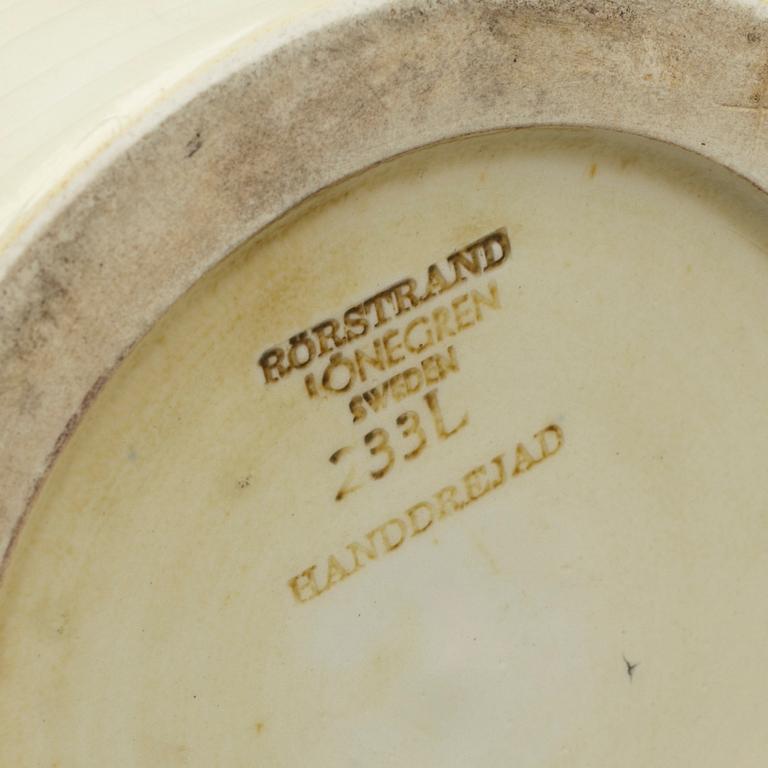 RÖRSTRAND
LÖNEGREN
SWEDEN
233L
HANDDREJAD